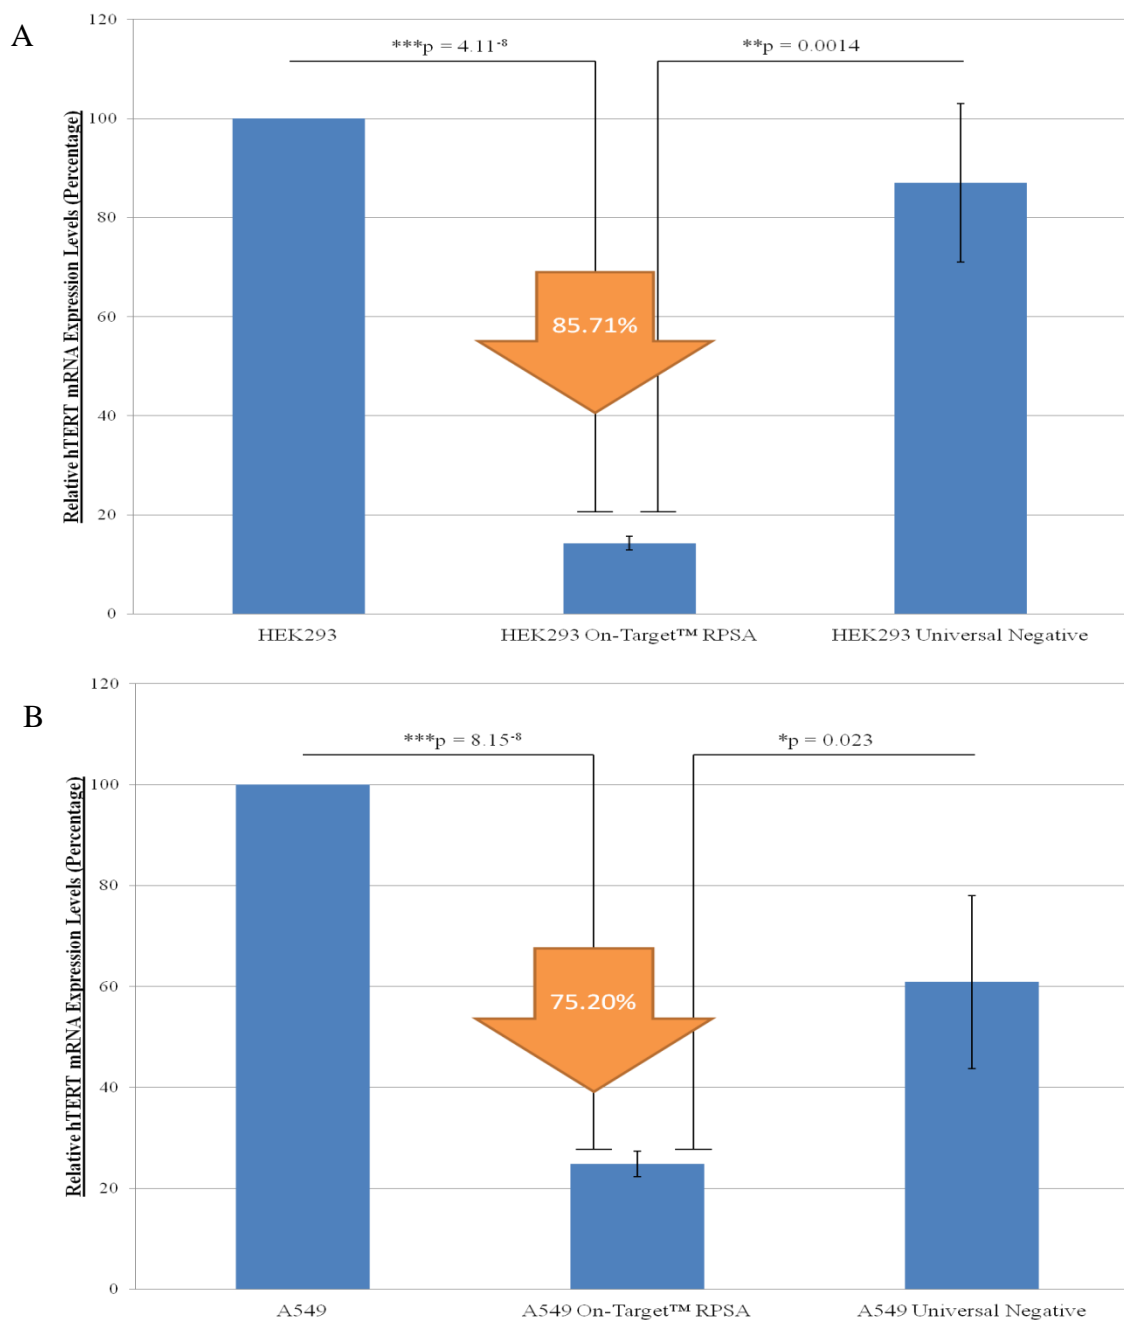 A
120
100
80
60
40
20
0
Relative hTERT mRNA Expression Levels (Percentage)
***p = 4.11⁻⁸
**p = 0.0014
85.71%
HEK293
HEK293 On-Target™ RPSA
HEK293 Universal Negative
B
120
100
80
60
40
20
0
Relative hTERT mRNA Expression Levels (Percentage)
***p = 8.15⁻⁸
*p = 0.023
75.20%
A549
A549 On-Target™ RPSA
A549 Universal Negative